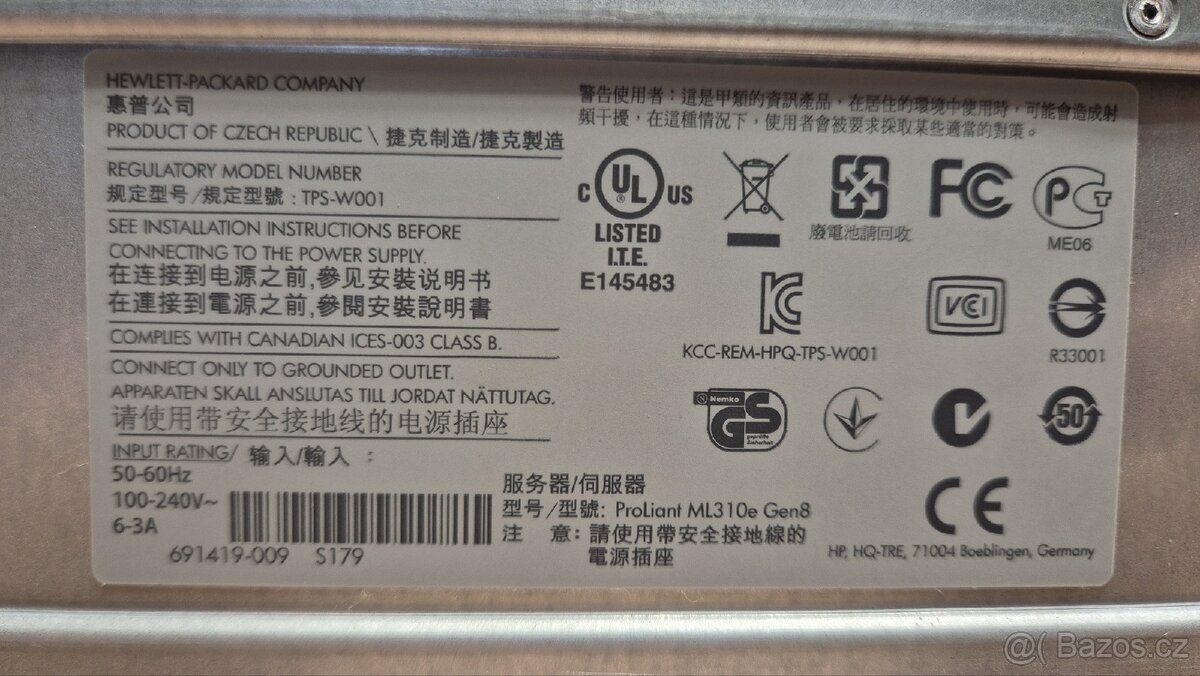 HEWLETT-PACKARD COMPANY
惠普公司
PRODUCT OF CZECH REPUBLIC \ 捷克制造/捷克製造
REGULATORY MODEL NUMBER
规定型号/規定型號 : TPS-W001
SEE INSTALLATION INSTRUCTIONS BEFORE
CONNECTING TO THE POWER SUPPLY.
在连接到电源之前,参见安装说明书
在連接到電源之前,參閱安裝說明書
COMPLIES WITH CANADIAN ICES-003 CLASS B.
CONNECT ONLY TO GROUNDED OUTLET.
APPARATEN SKALL ANSLUTAS TILL JORDAT NÄTTUTAG.
请使用带安全接地线的电源插座
INPUT RATING/ 输入/輸入 :
50-60Hz
100-240V~
6-3A
691419-009 S179
警告使用者：這是甲類的資訊產品，在居住的環境中使用時，可能會造成射
頻干擾，在這種情況下，使用者會被要求採取某些適當的對策。
C UL ® US
LISTED
I.T.E.
E145483
廢電池請回收
FC
PCT
ME06
KC
KCC-REM-HPQ-TPS-W001
VCI
R33001
Nemko
GS
geprüfte
Sicherheit
50
CE
服务器/伺服器
型号/型號: ProLiant ML310e Gen8
注 意: 請使用帶安全接地線的
電源插座
HP, HQ-TRE, 71004 Boeblingen, Germany
@( Bazos.cz